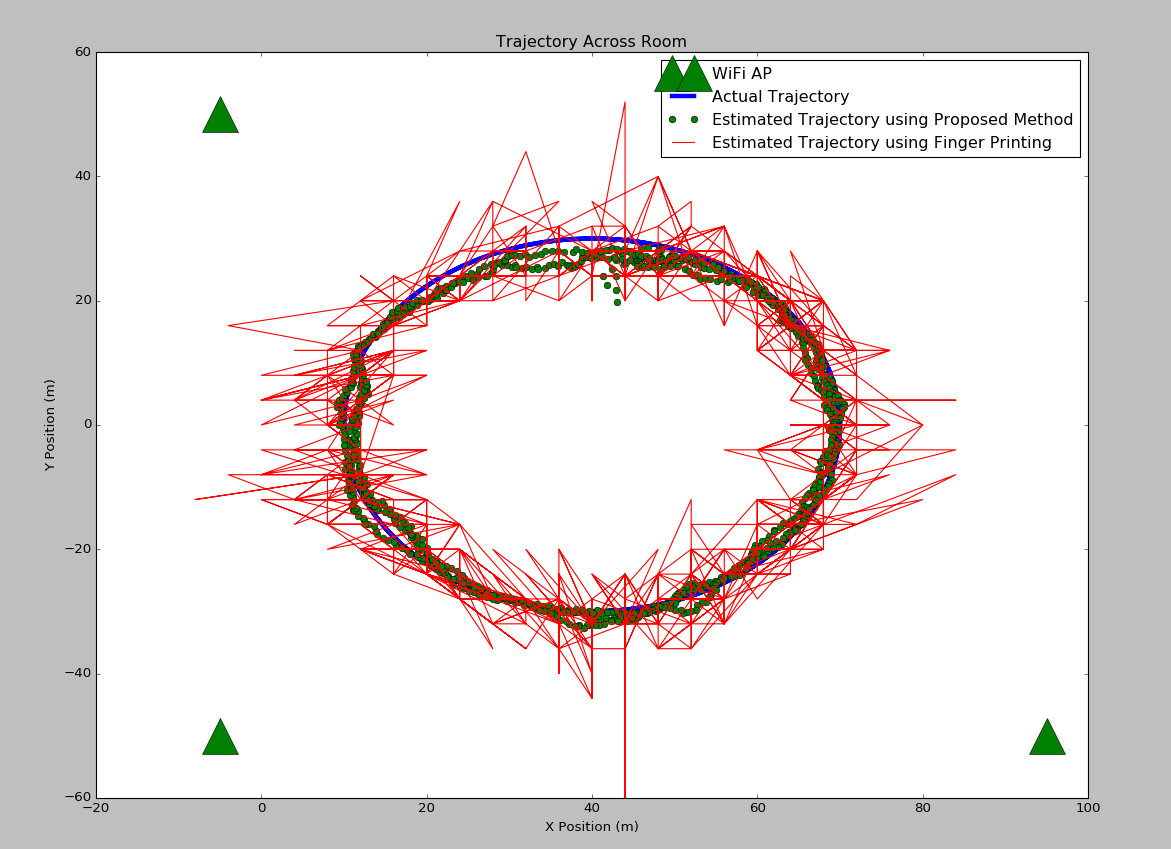 Trajectory Across Room
WiFi AP
Actual Trajectory
Estimated Trajectory using Proposed Method
Estimated Trajectory using Finger Printing
60
40
20
0
−20
−40
−60
Y Position (m)
−20 0 20 40 60 80 100
X Position (m)